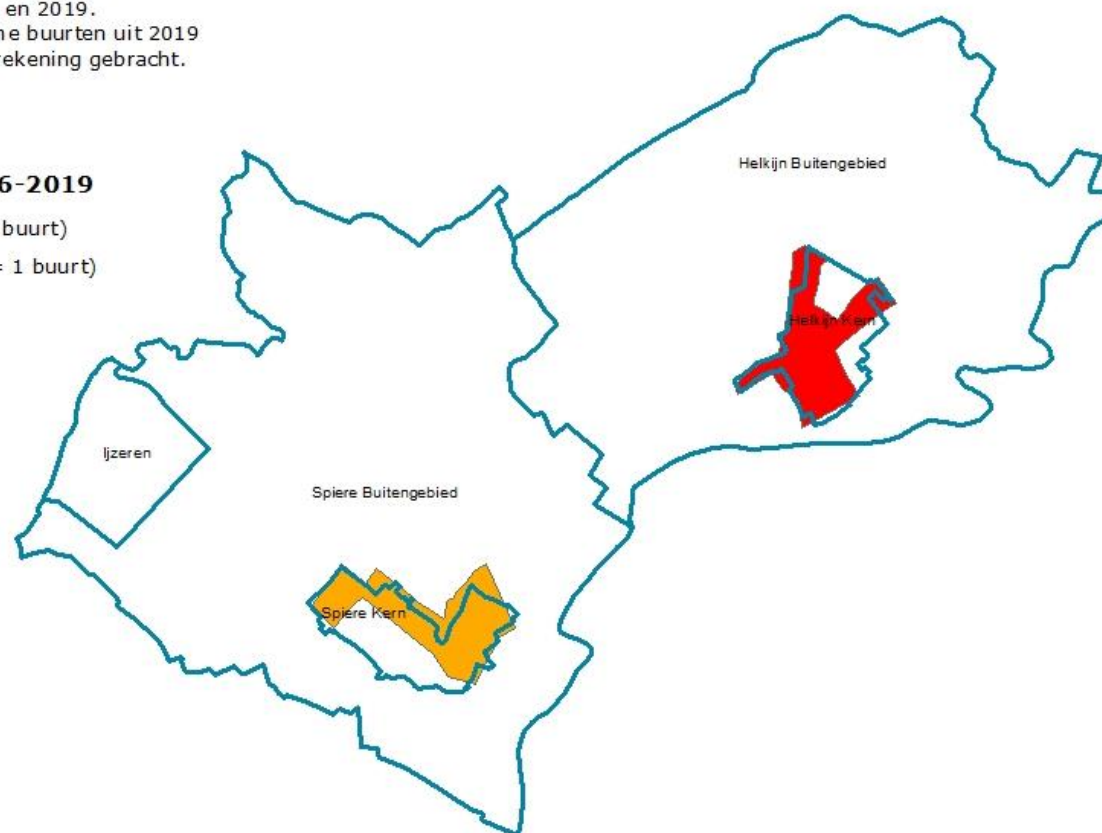 en 2019.
ne buurten uit 2019
rekening gebracht.
6-2019
buurt)
= 1 buurt)
Helkijn Buitengebied
Helkijn Kern
Ijzeren
Spiere Buitengebied
Spiere Kern